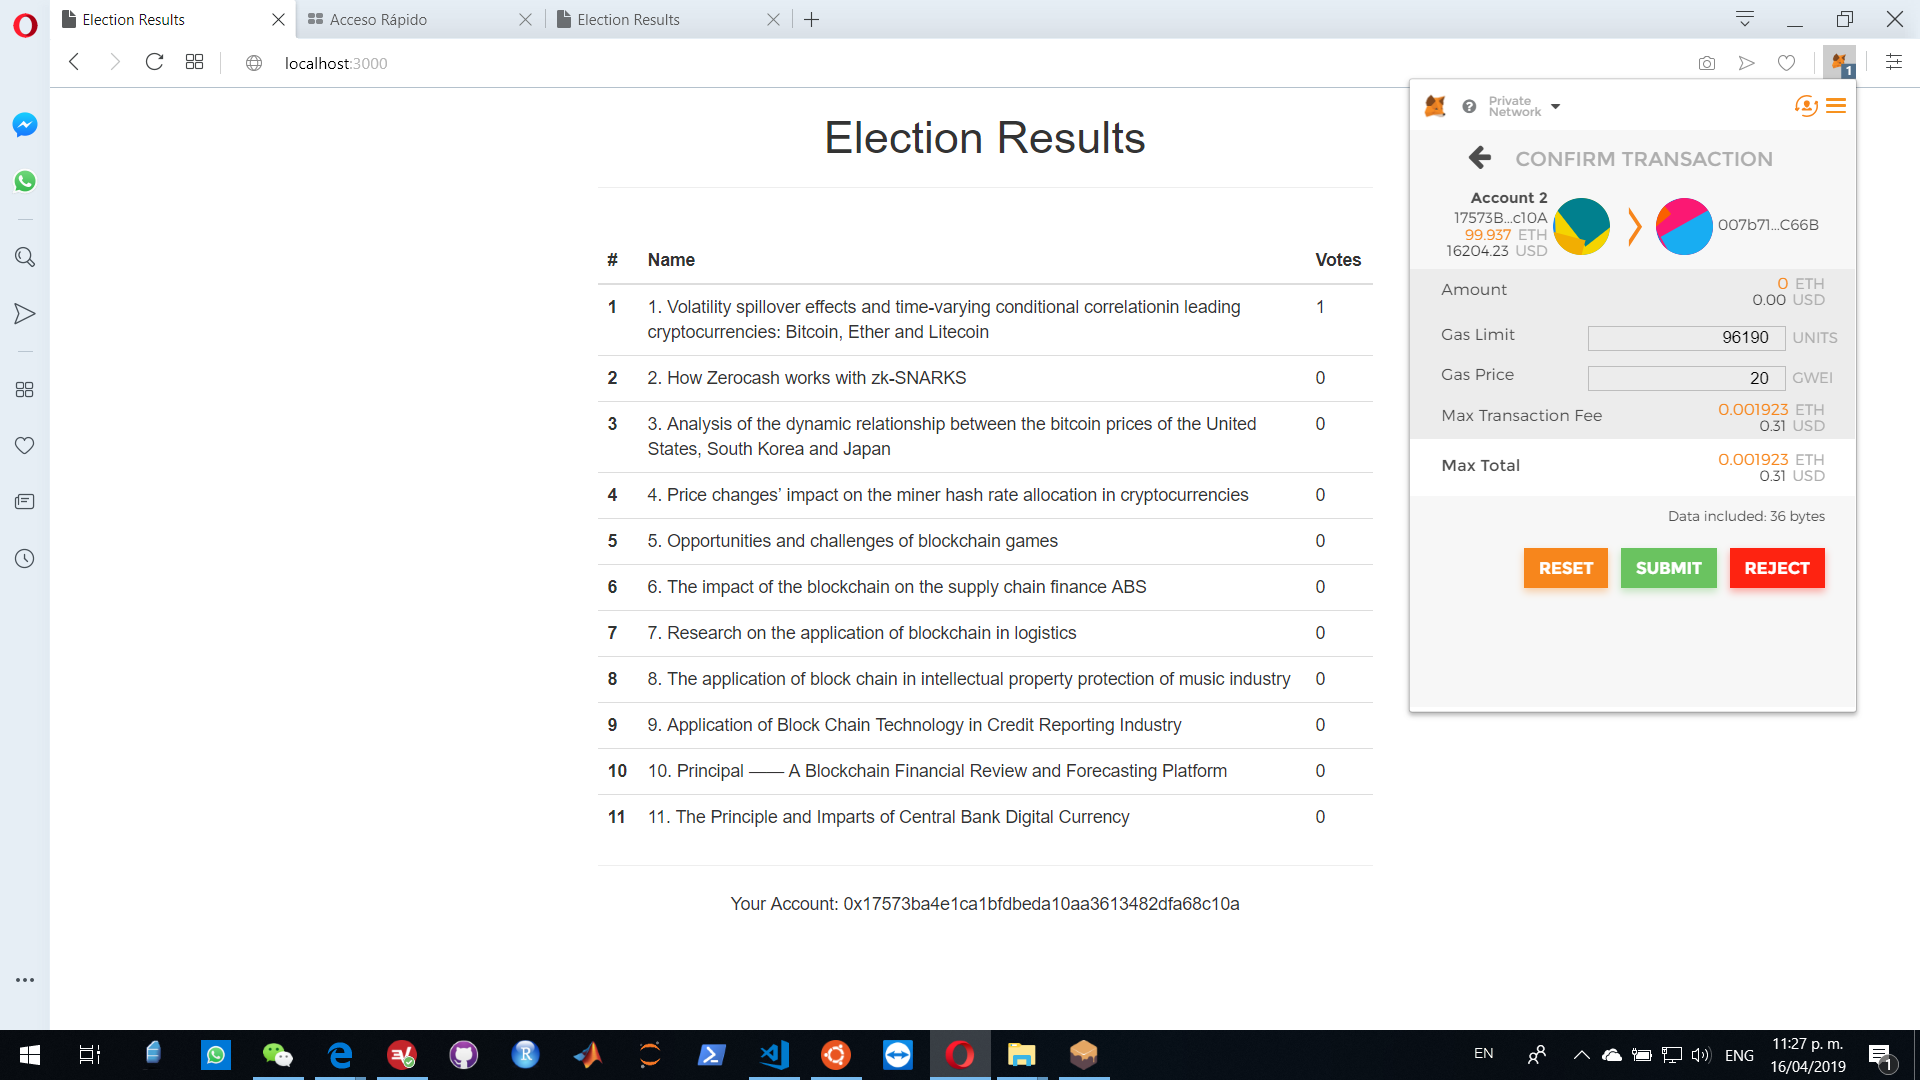 Election Results
Acceso Rápido
Election Results
localhost:3000
1
Election Results
# Name Votes
1 1. Volatility spillover effects and time-varying conditional correlationin leading
cryptocurrencies: Bitcoin, Ether and Litecoin 1
2 2. How Zerocash works with zk-SNARKS 0
3 3. Analysis of the dynamic relationship between the bitcoin prices of the United
States, South Korea and Japan 0
4 4. Price changes’ impact on the miner hash rate allocation in cryptocurrencies 0
5 5. Opportunities and challenges of blockchain games 0
6 6. The impact of the blockchain on the supply chain finance ABS 0
7 7. Research on the application of blockchain in logistics 0
8 8. The application of block chain in intellectual property protection of music industry 0
9 9. Application of Block Chain Technology in Credit Reporting Industry 0
10 10. Principal —— A Blockchain Financial Review and Forecasting Platform 0
11 11. The Principle and Imparts of Central Bank Digital Currency 0
Your Account: 0x17573ba4e1ca1bfdbeda10aa3613482dfa68c10a
Private
Network
CONFIRM TRANSACTION
Account 2
17573B...c10A
99.937 ETH
16204.23 USD
007b71...C66B
Amount 0 ETH
0.00 USD
Gas Limit 96190 UNITS
Gas Price 20 GWEI
Max Transaction Fee 0.001923 ETH
0.31 USD
Max Total 0.001923 ETH
0.31 USD
Data included: 36 bytes
RESET SUBMIT REJECT
EN
ENG
11:27 p. m.
16/04/2019
1